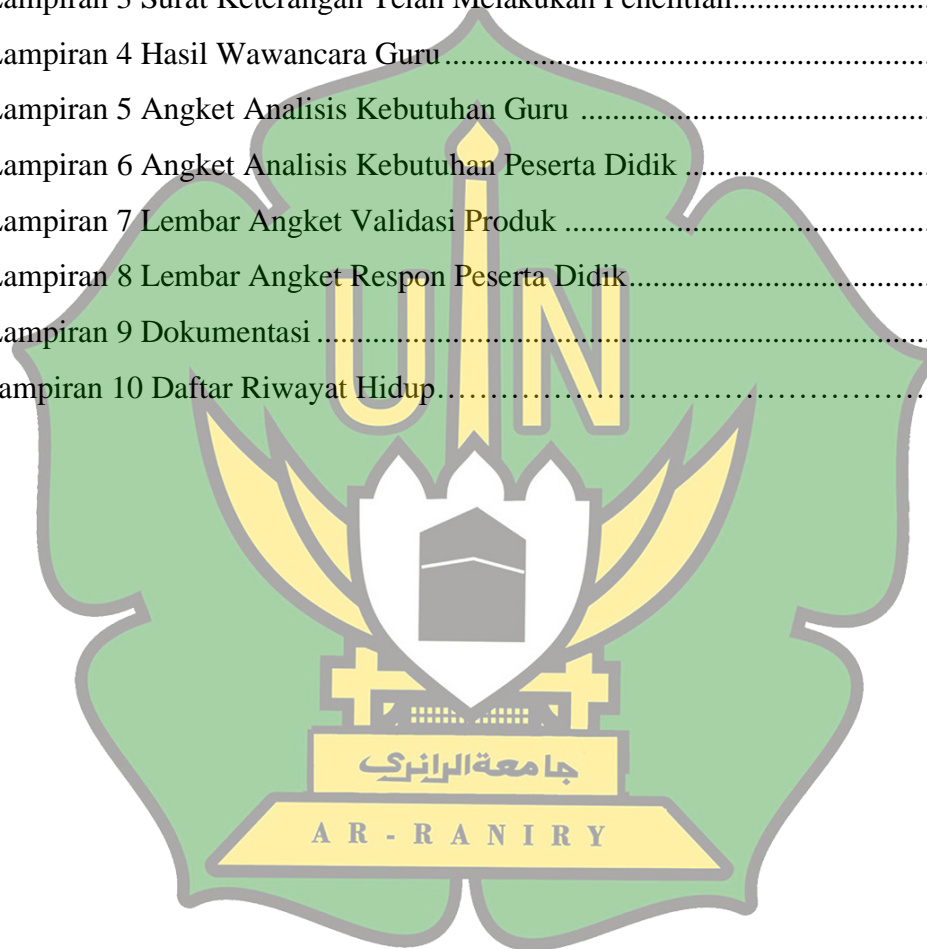 Lampiran 3 Surat Keterangan Telah Melakukan Penelitian.......................
Lampiran 4 Hasil Wawancara Guru............................................................
Lampiran 5 Angket Analisis Kebutuhan Guru ...........................................
Lampiran 6 Angket Analisis Kebutuhan Peserta Didik ..............................
Lampiran 7 Lembar Angket Validasi Produk .............................................
Lampiran 8 Lembar Angket Respon Peserta Didik.....................................
Lampiran 9 Dokumentasi............................................................................
Lampiran 10 Daftar Riwayat Hidup……………………………………………
UIN
جامعةالرانري
AR-RANIRY